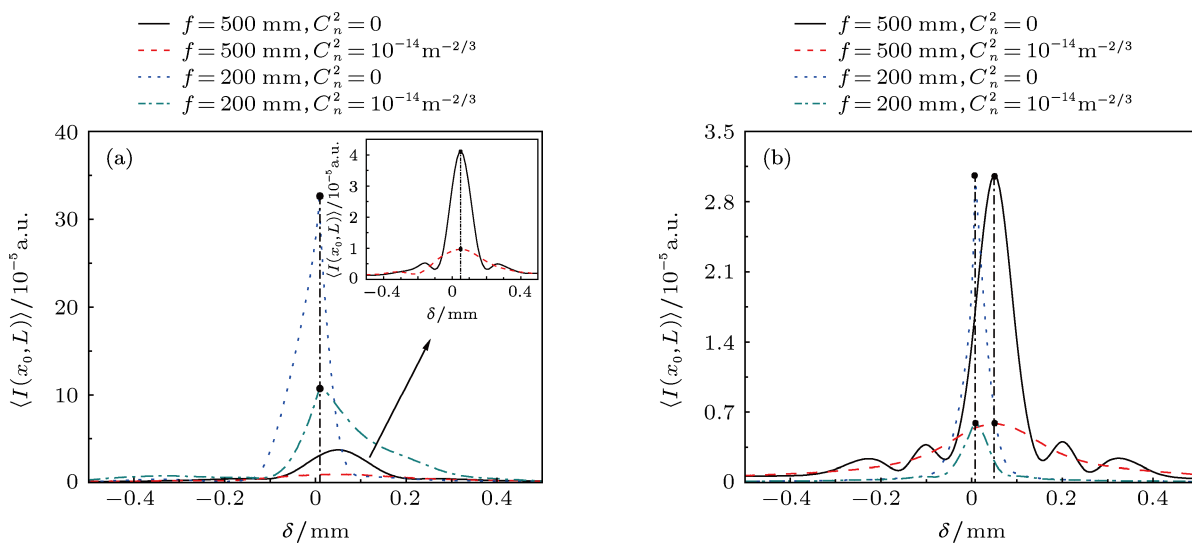 f = 500 mm, C_n^2 = 0
f = 500 mm, C_n^2 = 10^{-14} m^{-2/3}
f = 200 mm, C_n^2 = 0
f = 200 mm, C_n^2 = 10^{-14} m^{-2/3}
(a)
⟨I(x_0, L)⟩/10^{-5} a.u.
40
30
20
10
0
−0.4 −0.2 0 0.2 0.4
δ/mm
⟨I(x_0, L)⟩/10^{-5} a.u.
4
3
2
1
0
−0.4 0 0.4
δ/mm
f = 500 mm, C_n^2 = 0
f = 500 mm, C_n^2 = 10^{-14} m^{-2/3}
f = 200 mm, C_n^2 = 0
f = 200 mm, C_n^2 = 10^{-14} m^{-2/3}
(b)
⟨I(x_0, L)⟩/10^{-5} a.u.
3.5
2.8
2.1
1.4
0.7
0
−0.4 −0.2 0 0.2 0.4
δ/mm